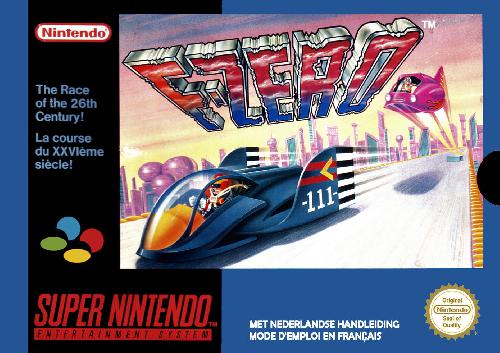 Nintendo
F-ZERO
TM
The Race
of the 26th
Century!
La course
du XXVIème
siècle!
-111-
SUPER NINTENDO
TM
ENTERTAINMENT SYSTEM
MET NEDERLANDSE HANDLEIDING
MODE D'EMPLOI EN FRANÇAIS
Original
Nintendo
Seal of
Quality